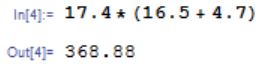 In[4]:= 17.4 * (16.5 + 4.7)
Out[4]= 368.88